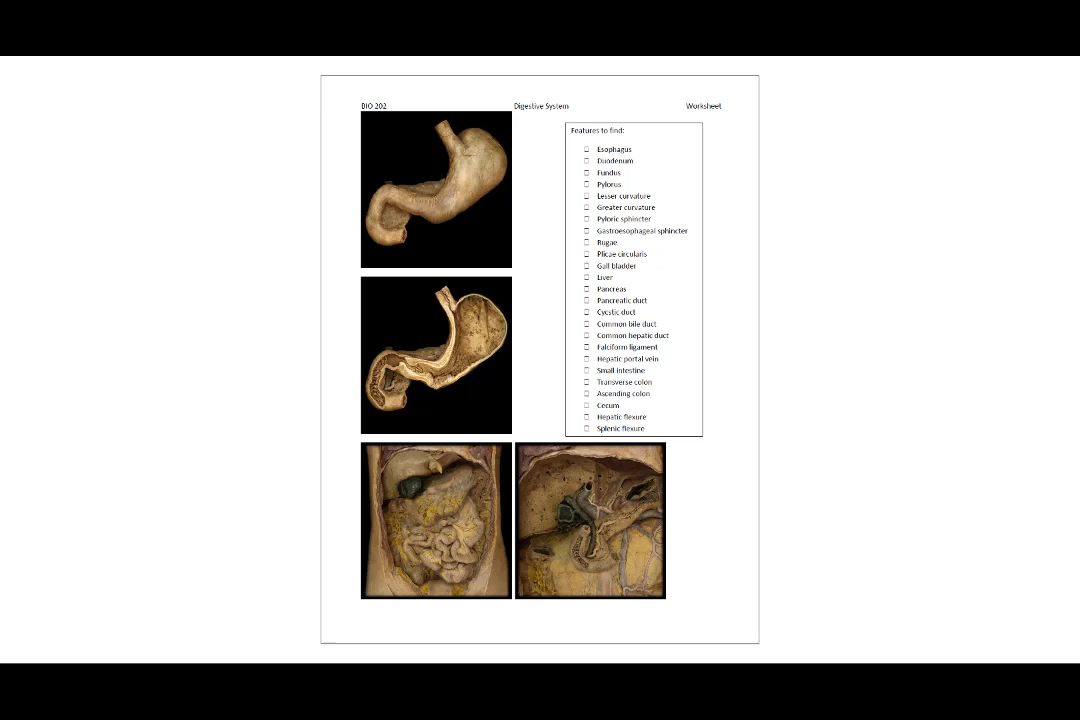 BIO 202 Digestive System Worksheet
Features to find:
☐ Esophagus
☐ Duodenum
☐ Fundus
☐ Pylorus
☐ Lesser curvature
☐ Greater curvature
☐ Pyloric sphincter
☐ Gastroesophageal sphincter
☐ Rugae
☐ Plicae circularis
☐ Gall bladder
☐ Liver
☐ Pancreas
☐ Pancreatic duct
☐ Cycstic duct
☐ Common bile duct
☐ Common hepatic duct
☐ Falciform ligament
☐ Hepatic portal vein
☐ Small intestine
☐ Transverse colon
☐ Ascending colon
☐ Cecum
☐ Hepatic flexure
☐ Splenic flexure